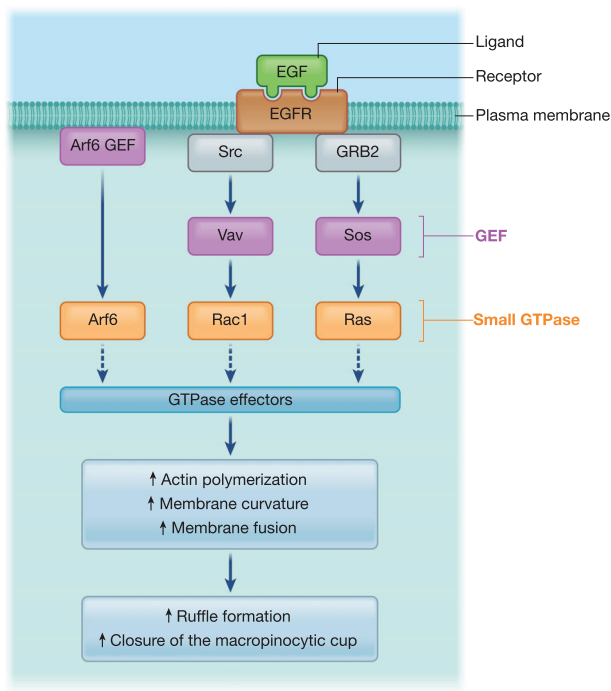 Ligand
EGF
Receptor
EGFR
Plasma membrane
Arf6 GEF
Src
GRB2
Vav
Sos
GEF
Arf6
Rac1
Ras
Small GTPase
GTPase effectors
↑ Actin polymerization
↑ Membrane curvature
↑ Membrane fusion
↑ Ruffle formation
↑ Closure of the macropinocytic cup